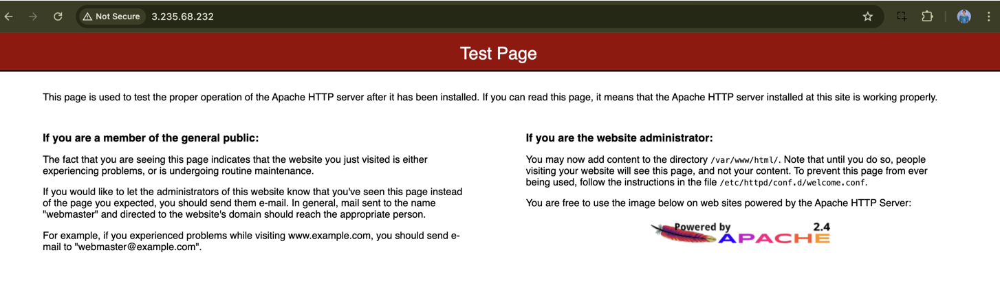 Not Secure 3.235.68.232
Test Page
This page is used to test the proper operation of the Apache HTTP server after it has been installed. If you can read this page, it means that the Apache HTTP server installed at this site is working properly.
If you are a member of the general public:
The fact that you are seeing this page indicates that the website you just visited is either
experiencing problems, or is undergoing routine maintenance.
If you would like to let the administrators of this website know that you've seen this page instead
of the page you expected, you should send them e-mail. In general, mail sent to the name
"webmaster" and directed to the website's domain should reach the appropriate person.
For example, if you experienced problems while visiting www.example.com, you should send e-
mail to "webmaster@example.com".
If you are the website administrator:
You may now add content to the directory /var/www/html/. Note that until you do so, people
visiting your website will see this page, and not your content. To prevent this page from ever
being used, follow the instructions in the file /etc/httpd/conf.d/welcome.conf.
You are free to use the image below on web sites powered by the Apache HTTP Server:
Powered by 2.4
APACHE